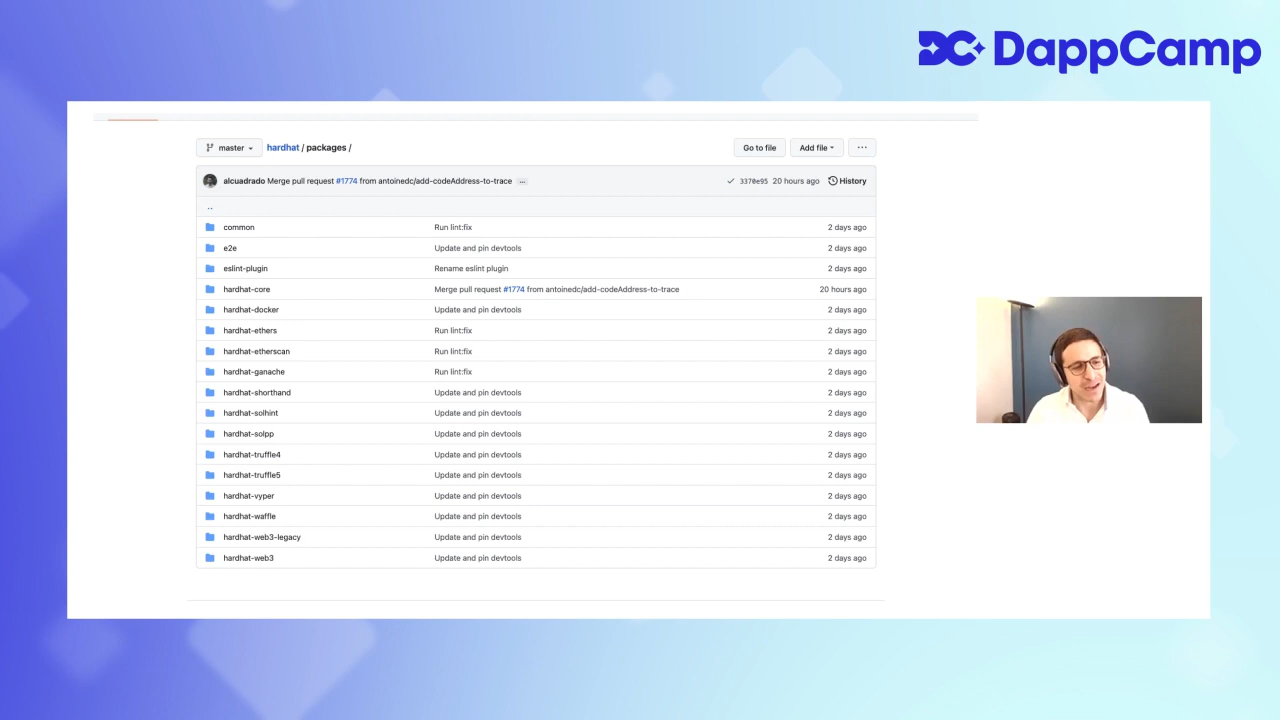 DappCamp
master hardhat / packages / Go to file Add file ...
alcuadrado Merge pull request #1774 from antoinedc/add-codeAddress-to-trace ... 3370e95 20 hours ago History
..
common Run lint:fix 2 days ago
e2e Update and pin devtools 2 days ago
eslint-plugin Rename eslint plugin 2 days ago
hardhat-core Merge pull request #1774 from antoinedc/add-codeAddress-to-trace 20 hours ago
hardhat-docker Update and pin devtools 2 days ago
hardhat-ethers Run lint:fix 2 days ago
hardhat-etherscan Run lint:fix 2 days ago
hardhat-ganache Run lint:fix 2 days ago
hardhat-shorthand Update and pin devtools 2 days ago
hardhat-solhint Update and pin devtools 2 days ago
hardhat-solpp Update and pin devtools 2 days ago
hardhat-truffle4 Update and pin devtools 2 days ago
hardhat-truffle5 Update and pin devtools 2 days ago
hardhat-vyper Update and pin devtools 2 days ago
hardhat-waffle Update and pin devtools 2 days ago
hardhat-web3-legacy Update and pin devtools 2 days ago
hardhat-web3 Update and pin devtools 2 days ago